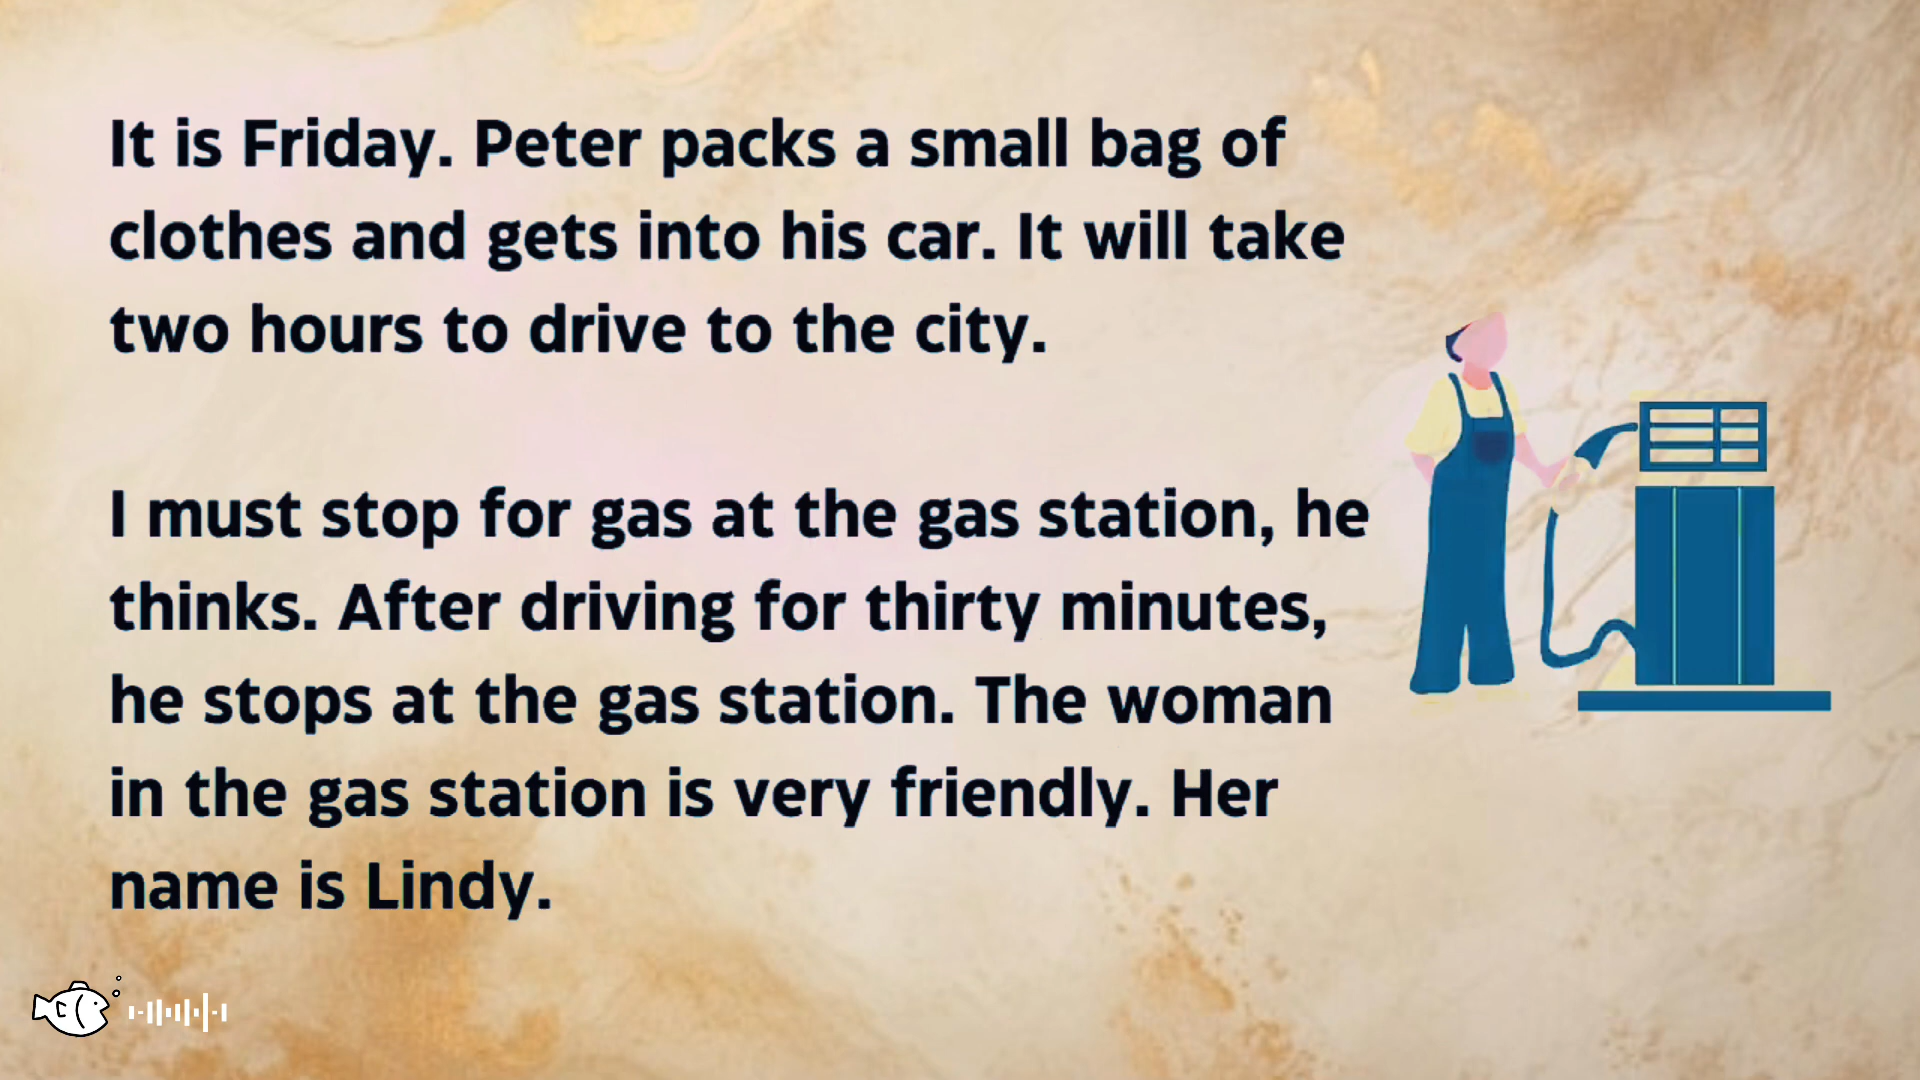 It is Friday. Peter packs a small bag of
clothes and gets into his car. It will take
two hours to drive to the city.
I must stop for gas at the gas station, he
thinks. After driving for thirty minutes,
he stops at the gas station. The woman
in the gas station is very friendly. Her
name is Lindy.